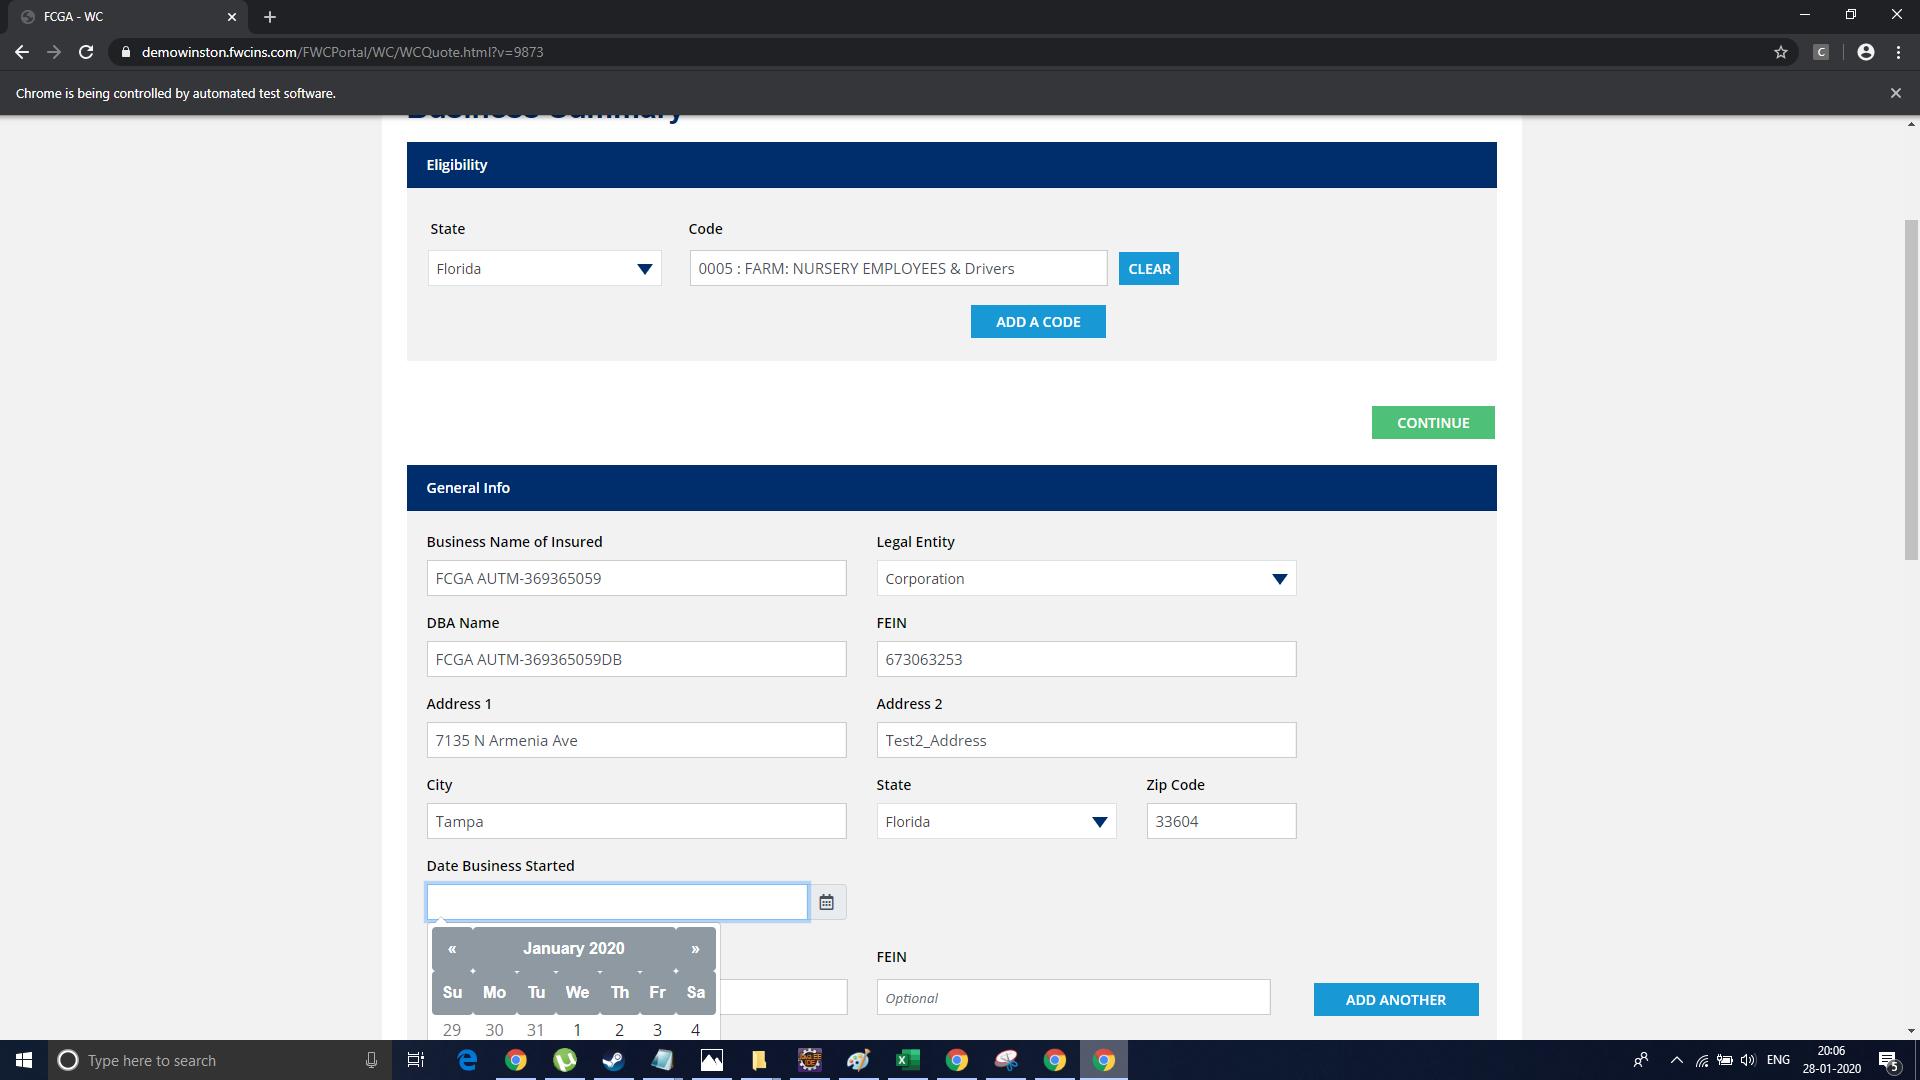 FCGA - WC
demowinston.fwcins.com/FWCPortal/WC/WCQuote.html?v=9873
C
Chrome is being controlled by automated test software.
Business Summary
Eligibility
State Code
Florida 0005 : FARM: NURSERY EMPLOYEES & Drivers CLEAR
ADD A CODE
CONTINUE
General Info
Business Name of Insured Legal Entity
FCGA AUTM-369365059 Corporation
DBA Name FEIN
FCGA AUTM-369365059DB 673063253
Address 1 Address 2
7135 N Armenia Ave Test2_Address
City State Zip Code
Tampa Florida 33604
Date Business Started
« January 2020 »
FEIN
Su Mo Tu We Th Fr Sa
Optional ADD ANOTHER
29 30 31 1 2 3 4
Type here to search
ENG
20:06
28-01-2020
5